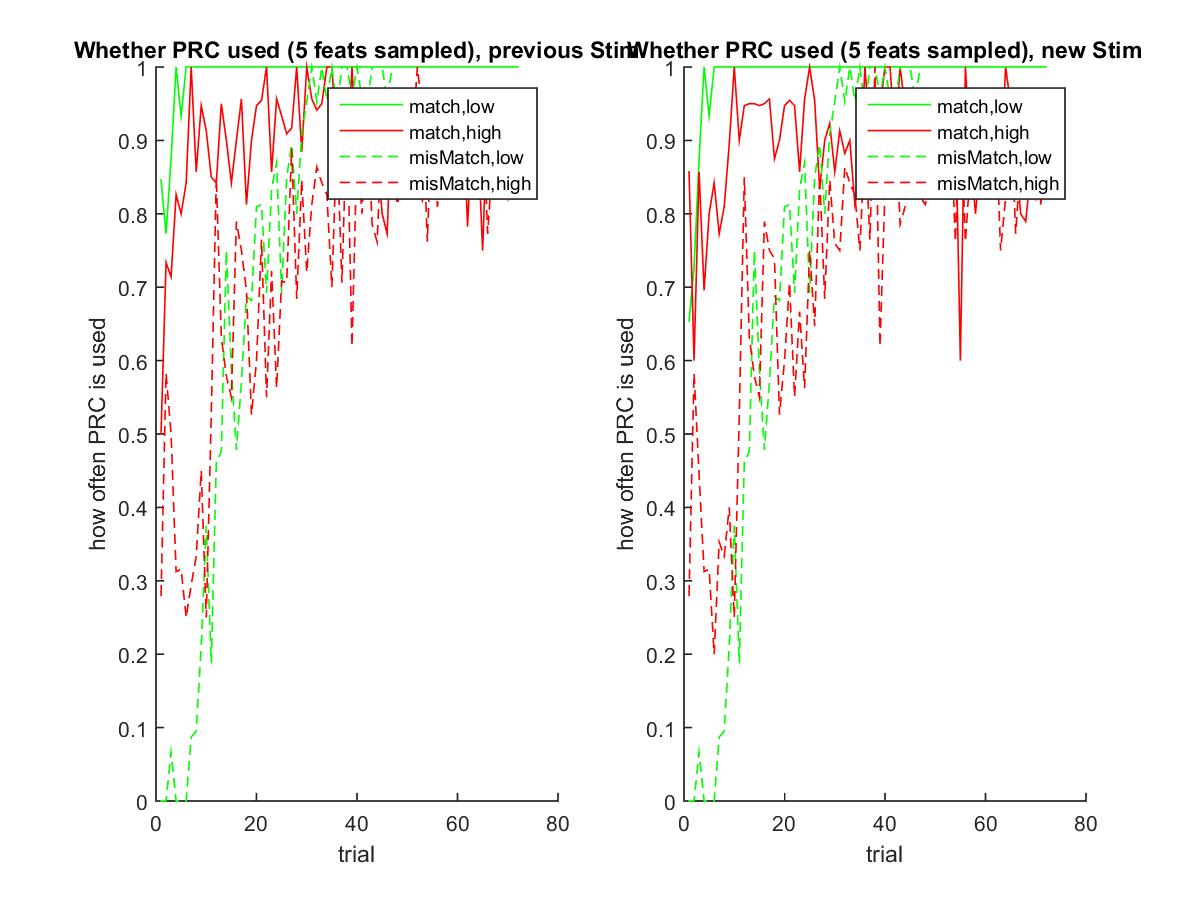 Whether PRC used (5 feats sampled), previous Stim
1
0.9
0.8
0.7
0.6
0.5
0.4
0.3
0.2
0.1
0
0
20
40
60
80
how often PRC is used
trial
match,low
match,high
misMatch,low
misMatch,high
Whether PRC used (5 feats sampled), new Stim
1
0.9
0.8
0.7
0.6
0.5
0.4
0.3
0.2
0.1
0
0
20
40
60
80
how often PRC is used
trial
match,low
match,high
misMatch,low
misMatch,high